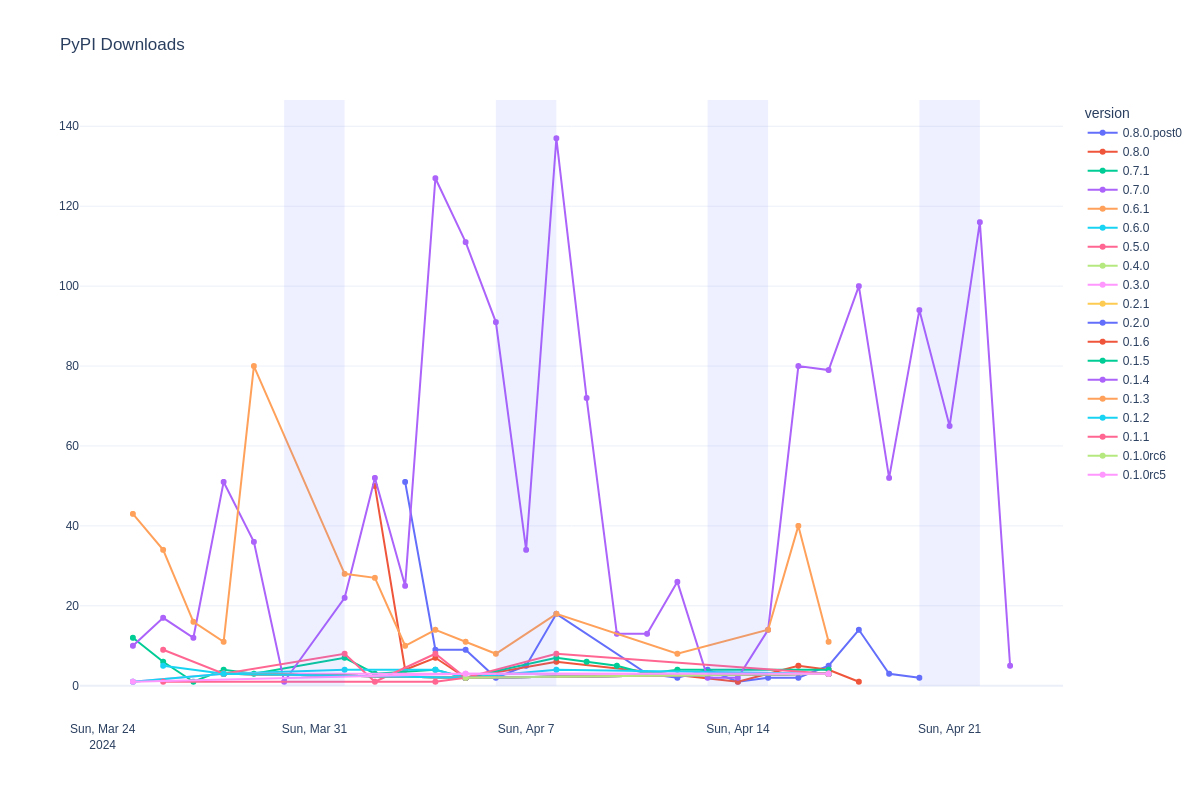 PyPI Downloads
version
0.8.0.post0
0.8.0
0.7.1
0.7.0
0.6.1
0.6.0
0.5.0
0.4.0
0.3.0
0.2.1
0.2.0
0.1.6
0.1.5
0.1.4
0.1.3
0.1.2
0.1.1
0.1.0rc6
0.1.0rc5
140
120
100
80
60
40
20
0
Sun, Mar 24
2024
Sun, Mar 31
Sun, Apr 7
Sun, Apr 14
Sun, Apr 21